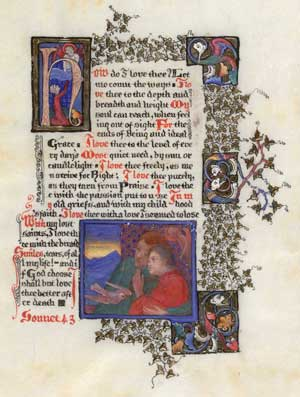 How do I love thee? Let
me count the ways. I love
thee to the depth and
breadth and height My
soul can reach, when feel
ing out of sight For the
ends of Being and ideal
Grace. I love thee to the level of eve
ry day's Most quiet need, by sun or
candlelight. I love thee freely, as me
n strive for Right; I love thee purely,
as they turn from Praise. I love the
e with the passion put to use In m
y old griefs, and with my child-hood
's faith. I love thee with a love I seemed to lose
With my lost
saints, I love th
ee with the breath
Smiles, tears, of al
l my life! - and i
f God choose
I shall but love
thee better aft
er death
Sonnet 43